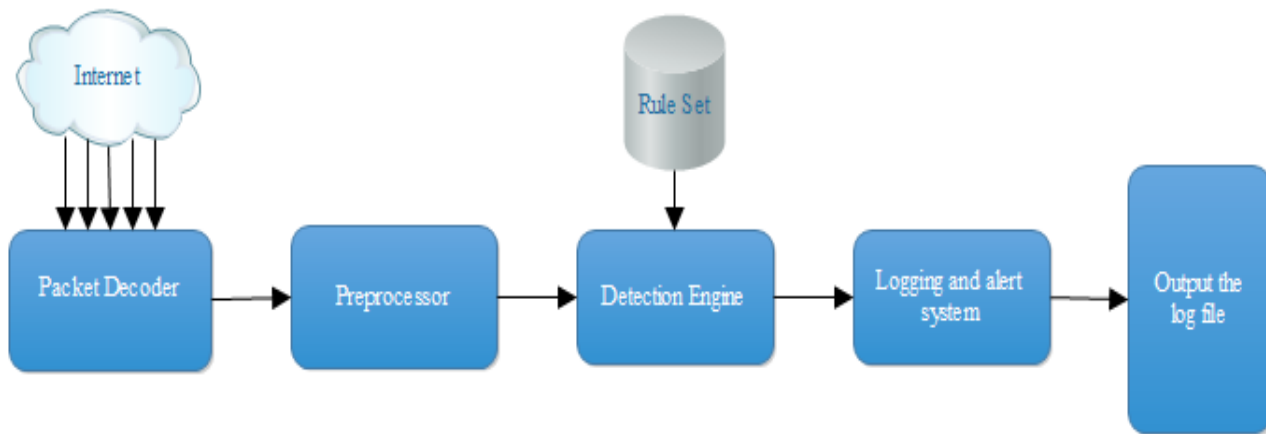 Internet
Rule Set
Packet Decoder
Preprocessor
Detection Engine
Logging and alert
system
Output the
log file